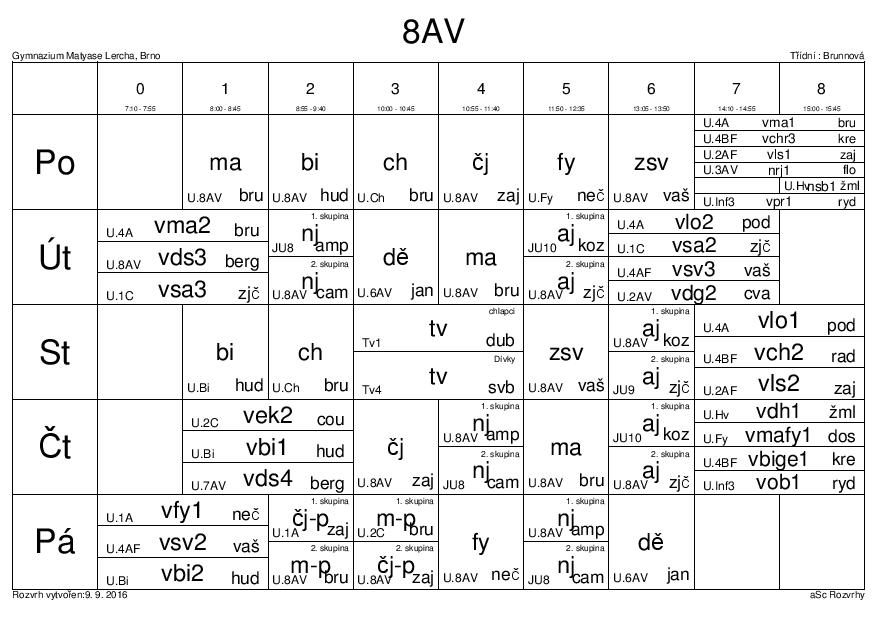 8AV
Gymnazium Matyase Lercha, Brno Třídní : Brunnová
0 1 2 3 4 5 6 7 8
7:10 - 7:55 8:00 - 8:45 8:55 - 9:40 10:00 - 10:45 10:55 - 11:40 11:50 - 12:35 13:05 - 13:50 14:10 - 14:55 15:00 - 15:45
Po
ma
U.8AV bru
bi
U.8AV hud
ch
U.Ch bru
čj
U.8AV zaj
fy
U.Fy neč
zsv
U.8AV vaš
U.4A vma1 bru
U.4BF vchr3 kre
U.2AF vls1 zaj
U.3AV nrj1 flo
U.Hv nsb1 žml
U.Inf3 vpr1 ryd
Út
U.4A vma2 bru
U.8AV vds3 berg
U.1C vsa3 zjč
1. skupina
nj
JU8 amp
2. skupina
nj
U.8AV cam
dě
U.6AV jan
ma
U.8AV bru
1. skupina
aj
JU10 koz
2. skupina
aj
U.8AV zjč
U.4A vlo2 pod
U.1C vsa2 zjč
U.4AF vsv3 vaš
U.2AV vdg2 cva
St
bi
U.Bi hud
ch
U.Ch bru
chlapci
tv
Tv1 dub
Dívky
tv
Tv4 svb
zsv
U.8AV vaš
1. skupina
aj
U.8AV koz
2. skupina
aj
JU9 zjč
U.4A vlo1 pod
U.4BF vch2 rad
U.2AF vls2 zaj
Čt
U.2C vek2 cou
U.Bi vbi1 hud
U.7AV vds4 berg
čj
U.8AV zaj
1. skupina
nj
U.8AV amp
2. skupina
nj
JU8 cam
ma
U.8AV bru
1. skupina
aj
JU10 koz
2. skupina
aj
U.8AV zjč
U.Hv vdh1 žml
U.Fy vmafy1 dos
U.4BF vbige1 kre
U.Inf3 vob1 ryd
Pá
U.1A vfy1 neč
U.4AF vsv2 vaš
U.Bi vbi2 hud
1. skupina
čj-p
U.1A zaj
2. skupina
m-p
U.8AV bru
1. skupina
m-p
U.2C bru
2. skupina
čj-p
U.8AV zaj
fy
U.8AV neč
1. skupina
nj
U.8AV amp
2. skupina
nj
JU8 cam
dě
U.6AV jan
Rozvrh vytvořen:9. 9. 2016 aSc Rozvrhy